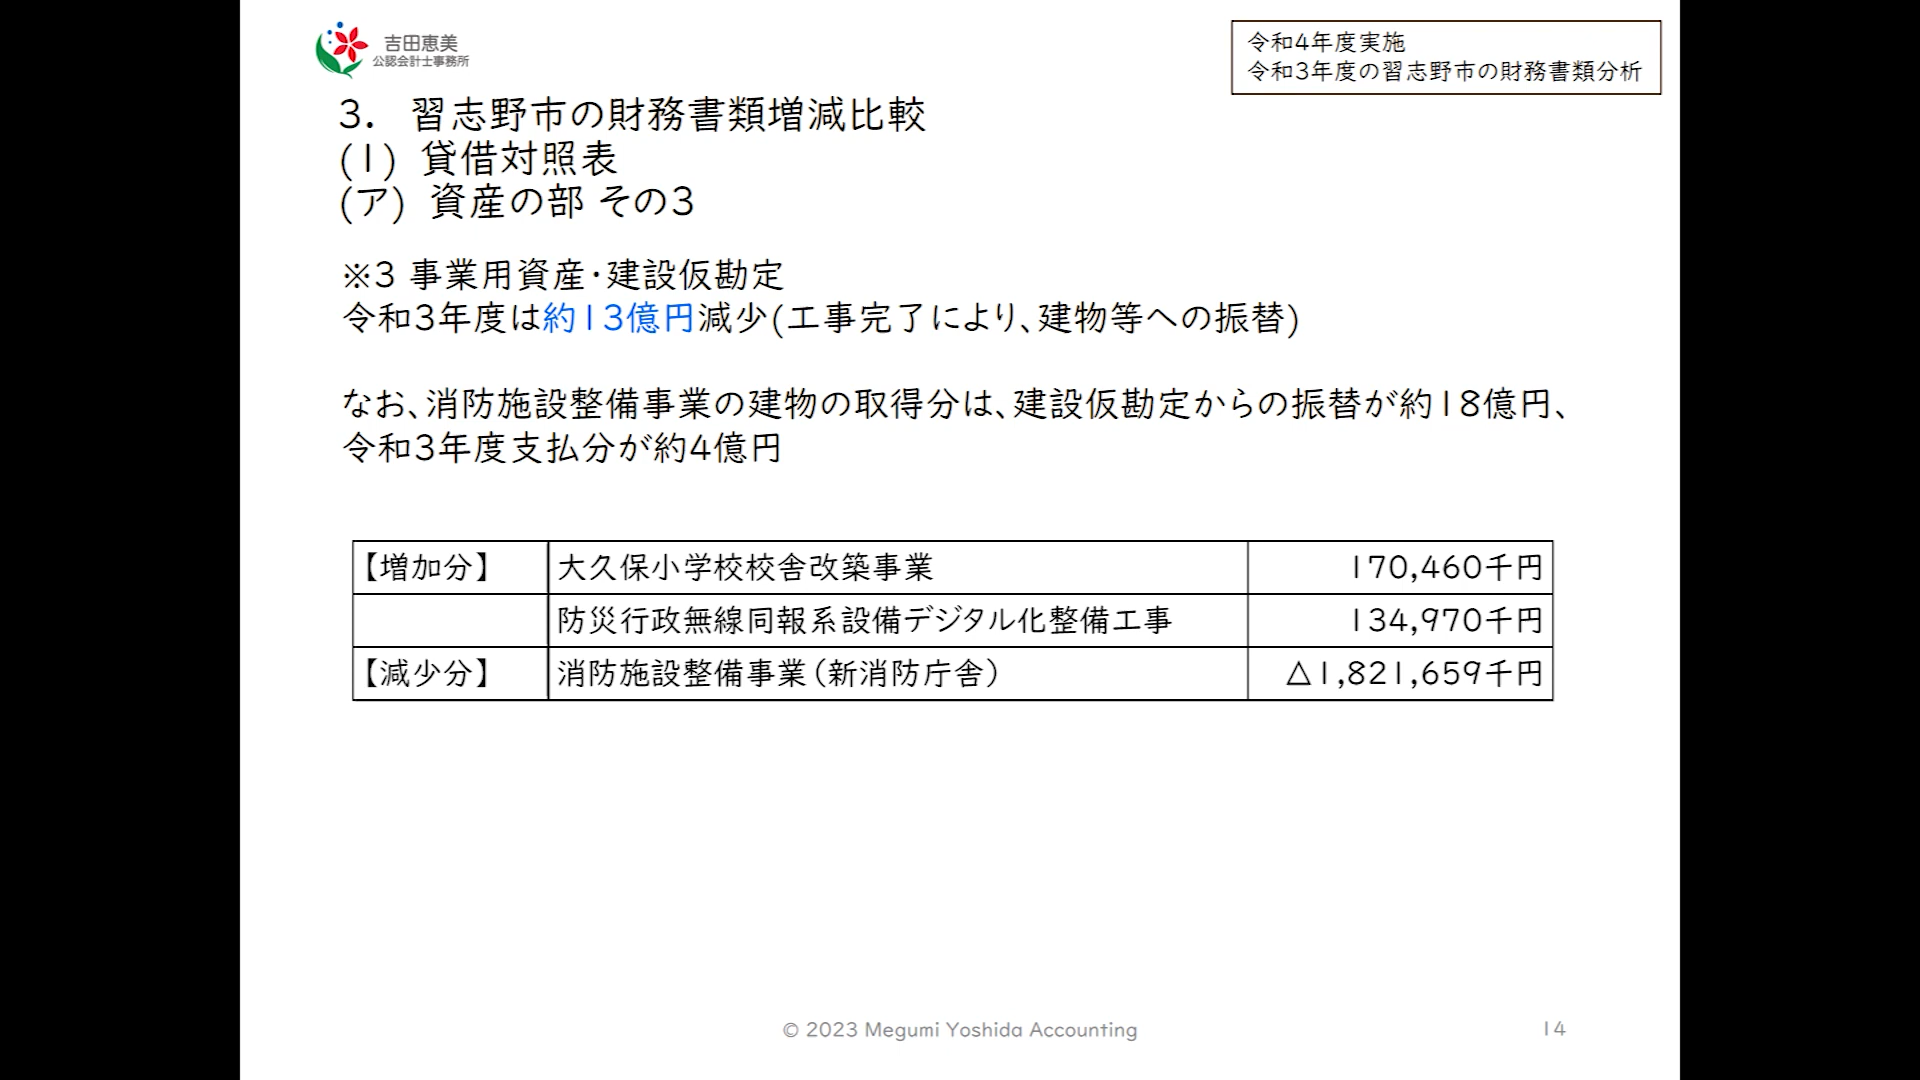 吉田恵美
公認会計士事務所
令和4年度実施
令和3年度の習志野市の財務書類分析
3. 習志野市の財務書類増減比較
(1) 貸借対照表
(ア) 資産の部 その3
※3 事業用資産・建設仮勘定
令和3年度は約13億円減少(工事完了により、建物等への振替)
なお、消防施設整備事業の建物の取得分は、建設仮勘定からの振替が約18億円、
令和3年度支払分が約4億円
【増加分】 大久保小学校校舎改築事業 170,460千円
防災行政無線同報系設備デジタル化整備工事 134,970千円
【減少分】 消防施設整備事業(新消防庁舎) △1,821,659千円
© 2023 Megumi Yoshida Accounting
14